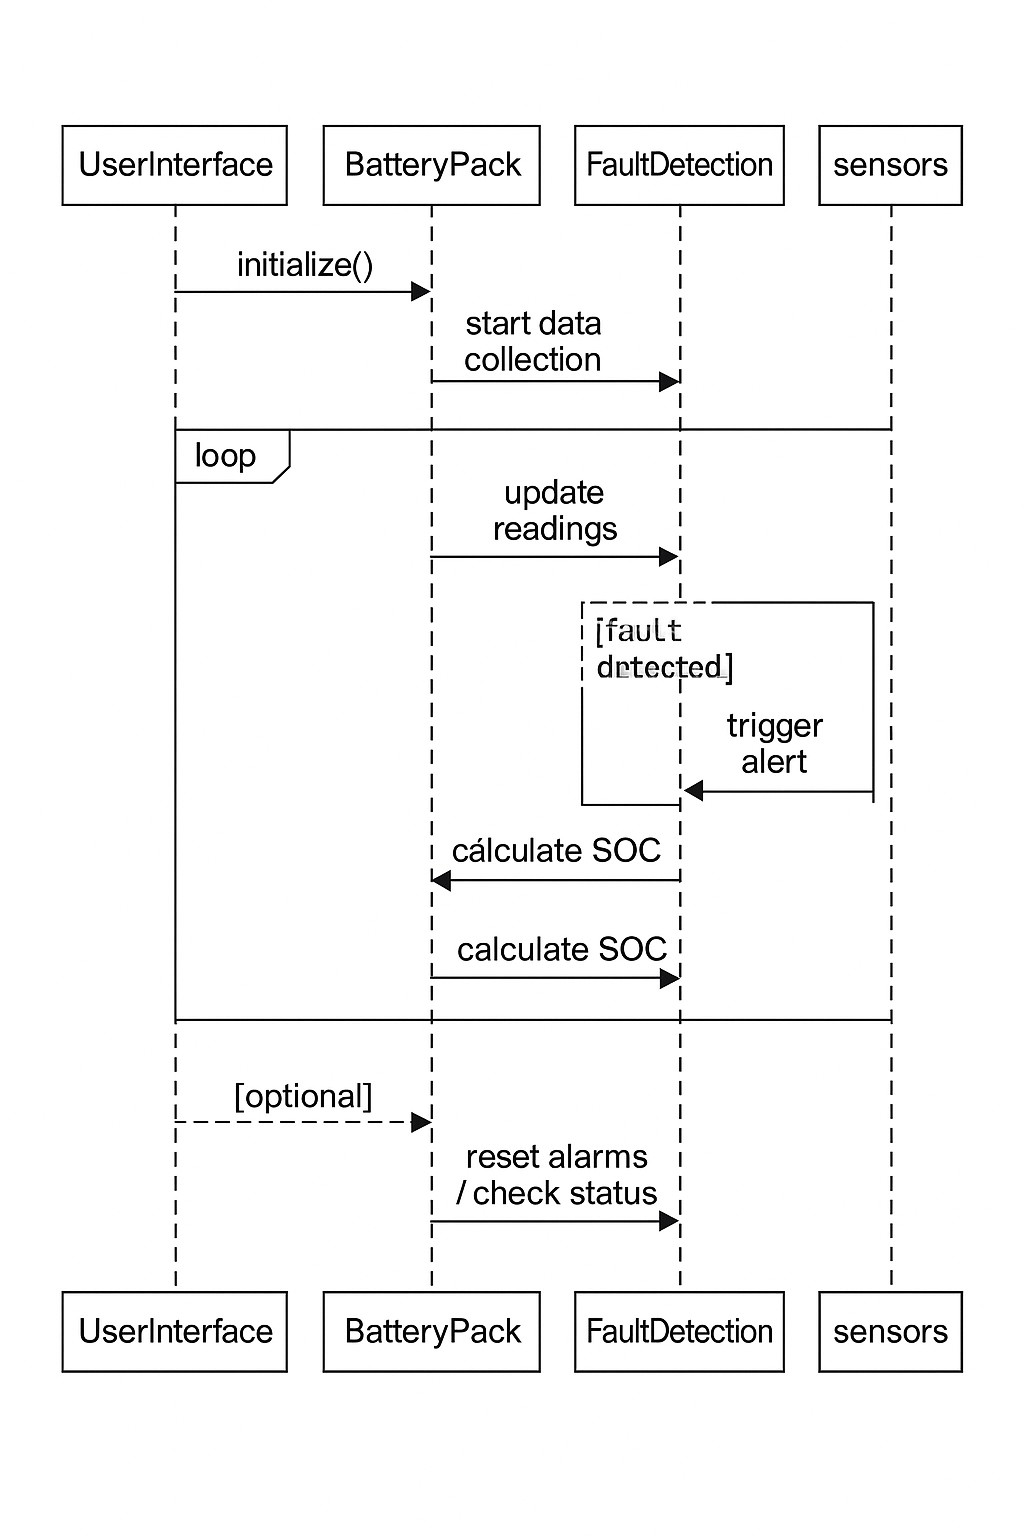 UserInterface
BatteryPack
FaultDetection
sensors
initialize()
start data
collection
loop
update
readings
[fault
dntected]
trigger
alert
cálculate SOC
calculate SOC
[optional]
reset alarms
/ check status
UserInterface
BatteryPack
FaultDetection
sensors